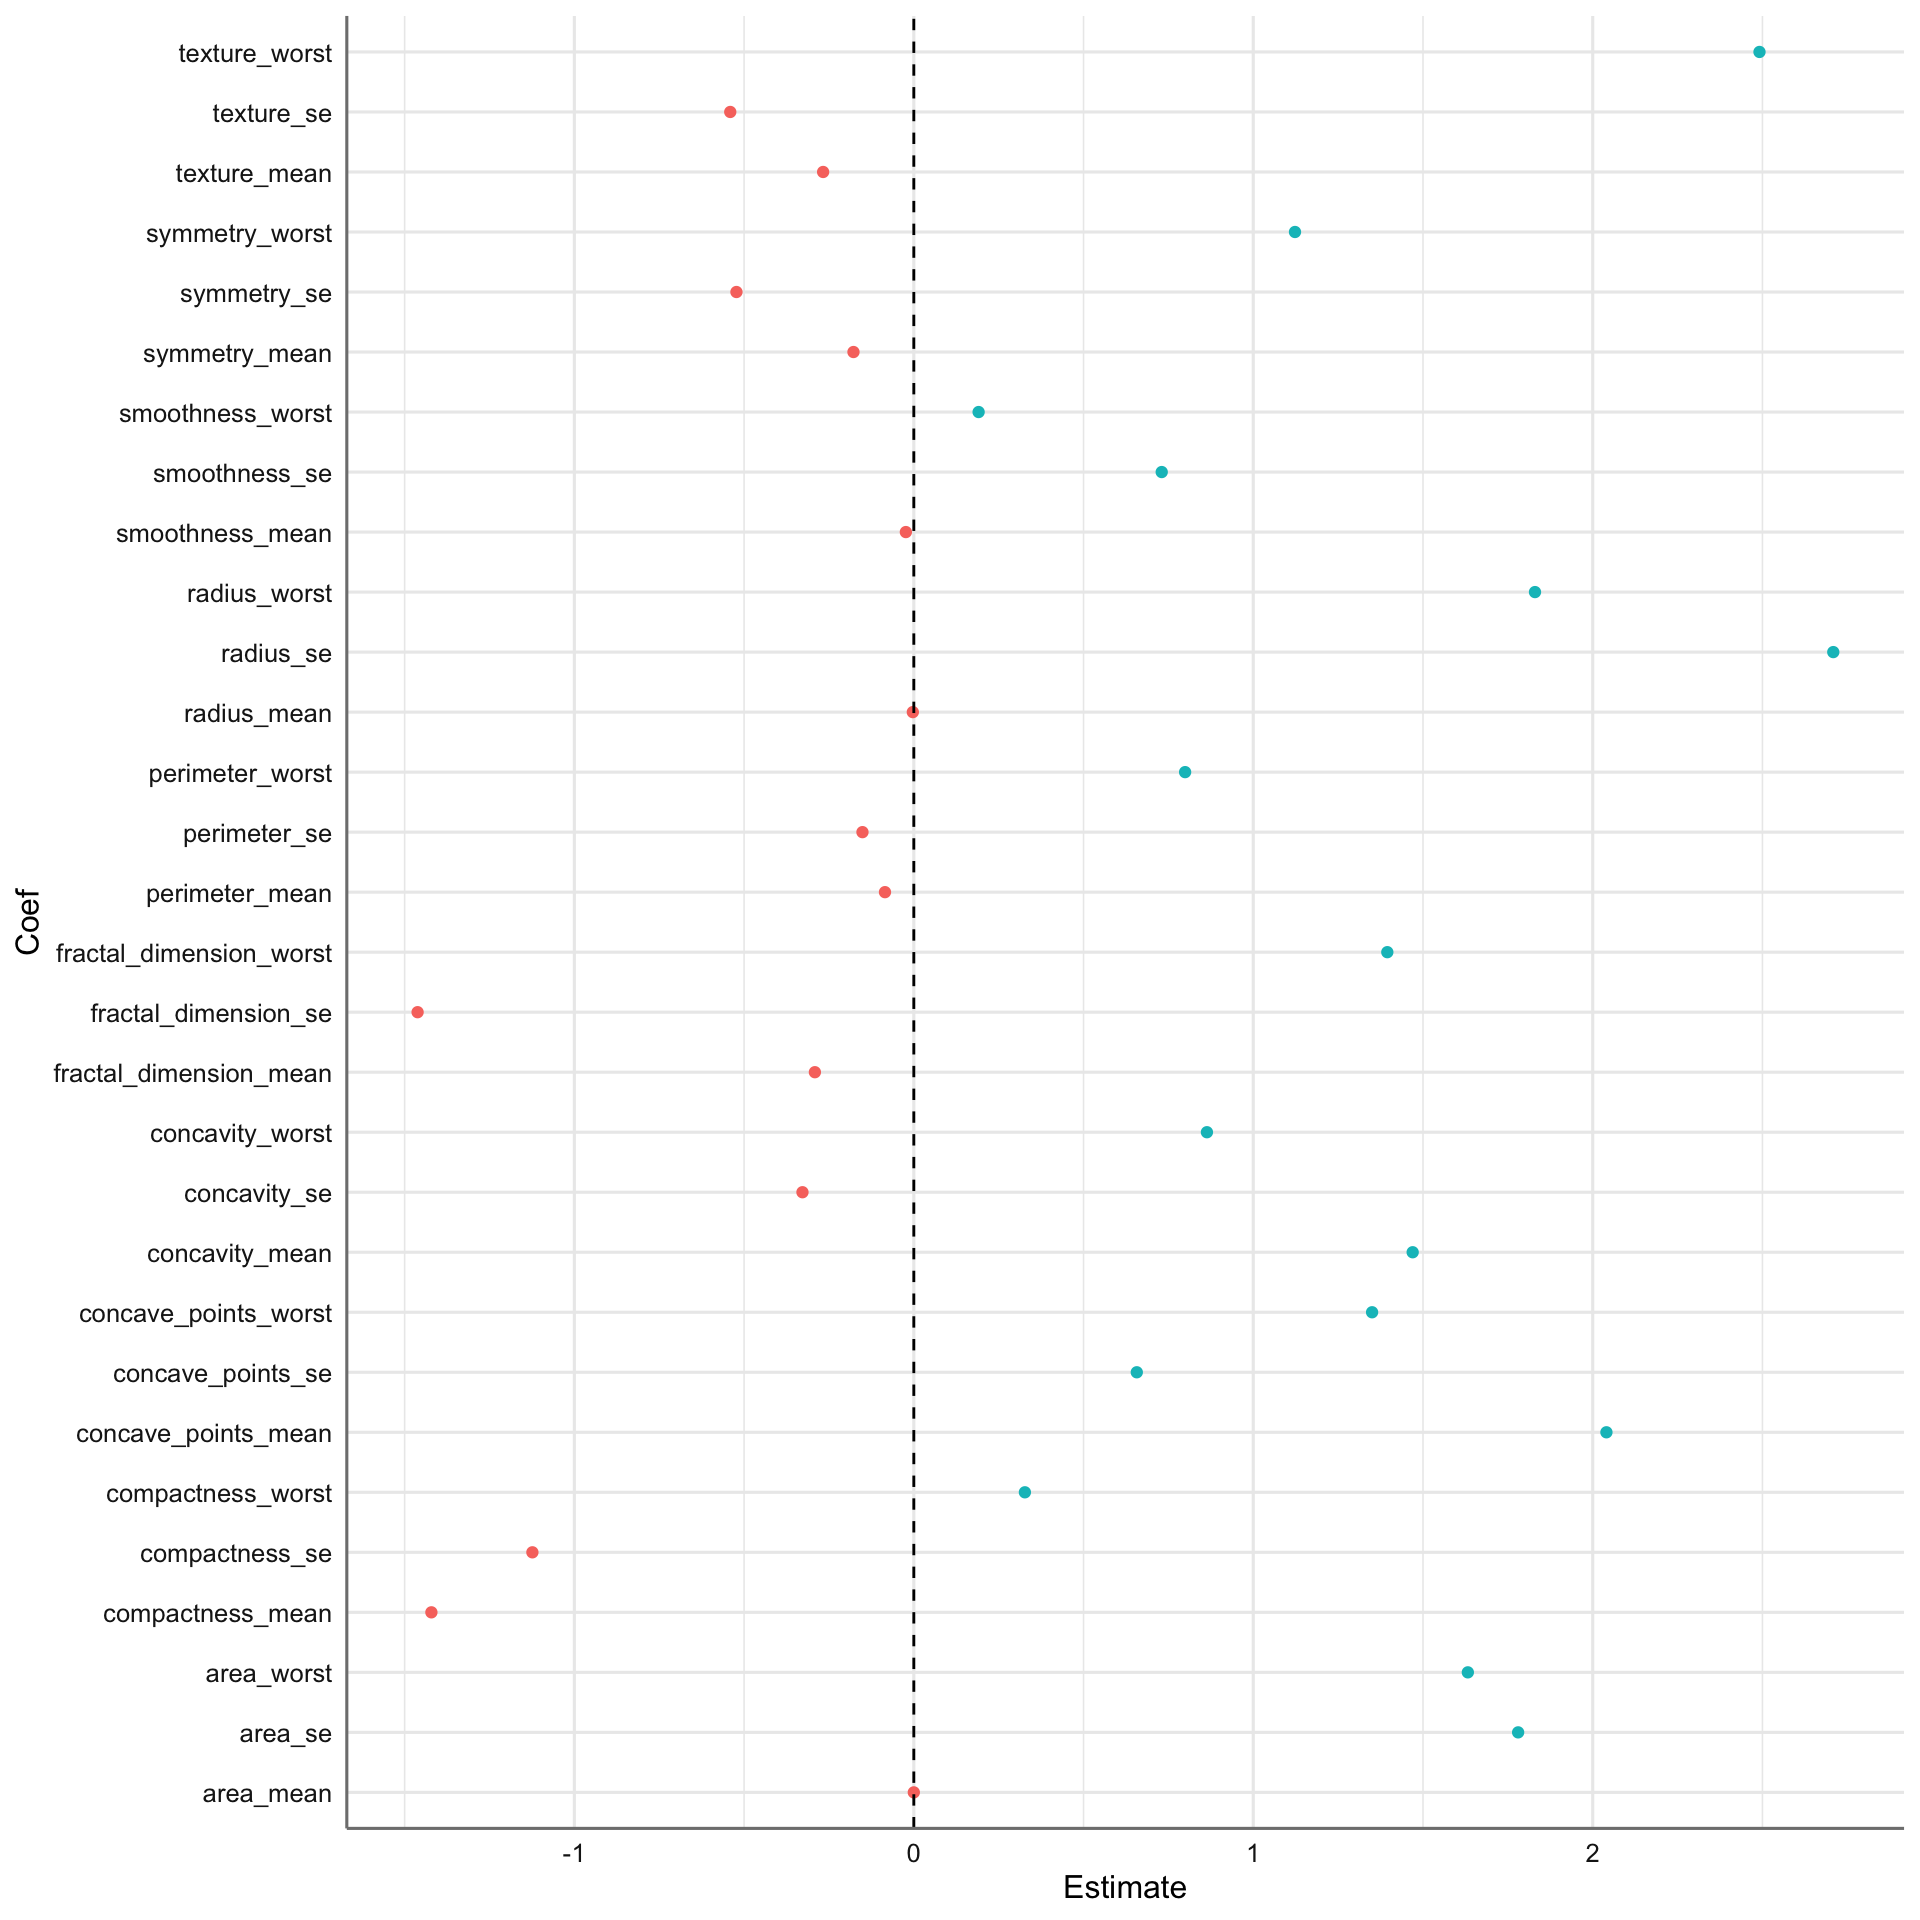 texture_worst
texture_se
texture_mean
symmetry_worst
symmetry_se
symmetry_mean
smoothness_worst
smoothness_se
smoothness_mean
radius_worst
radius_se
radius_mean
perimeter_worst
perimeter_se
perimeter_mean
Coef
fractal_dimension_worst
fractal_dimension_se
fractal_dimension_mean
concavity_worst
concavity_se
concavity_mean
concave_points_worst
concave_points_se
concave_points_mean
compactness_worst
compactness_se
compactness_mean
area_worst
area_se
area_mean
-1 0 1 2
Estimate